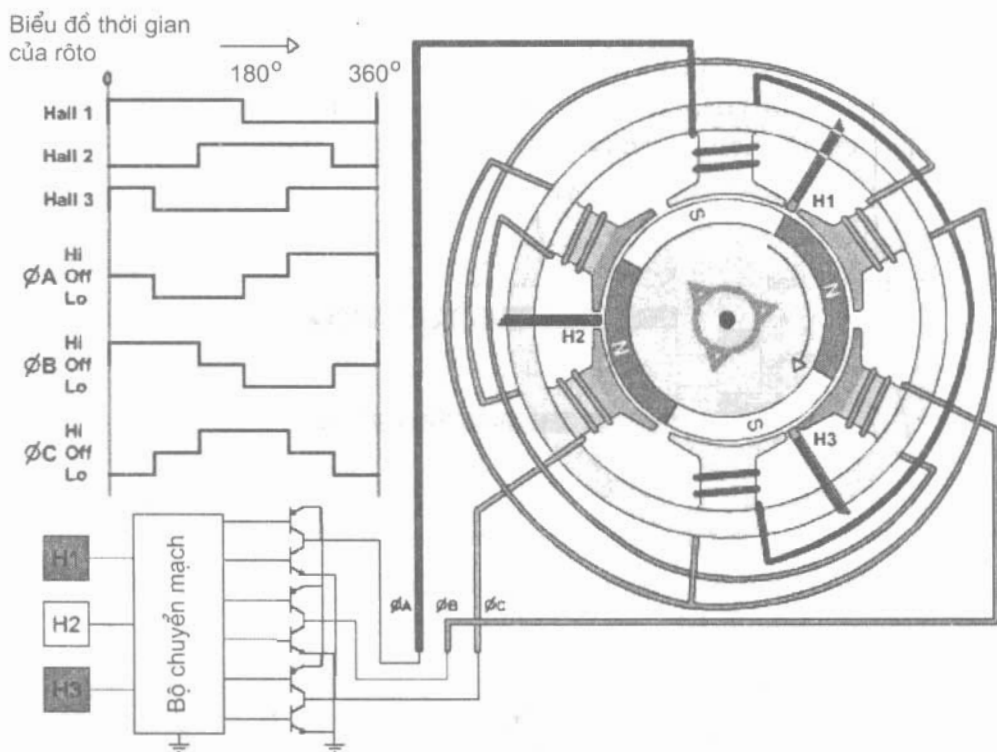 Biểu đồ thời gian
của rôto
0
180°
360°
Hall 1
Hall 2
Hall 3
Hi
ØA Off
Lo
Hi
ØB Off
Lo
Hi
ØC Off
Lo
H1
H2
H3
Bộ chuyển mạch
ØA
ØB
ØC
S
H1
N
H2
N
S
H3